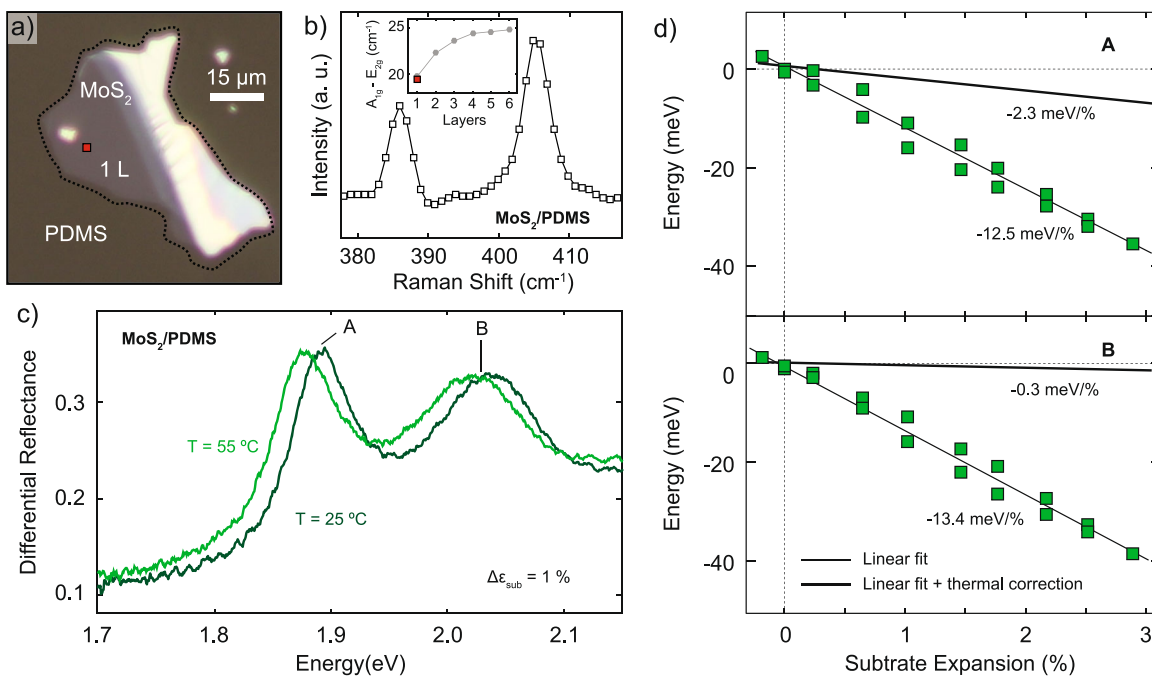 a)
15 µm
MoS₂
1 L
PDMS
b)
Intensity (a. u.)
A₁g - E₂g (cm⁻¹)
25
20
1 2 3 4 5 6
Layers
MoS₂/PDMS
380 390 400 410
Raman Shift (cm⁻¹)
c)
MoS₂/PDMS
A
B
T = 55 ºC
T = 25 ºC
Δε_sub = 1 %
Differential Reflectance
0.3
0.2
0.1
1.7 1.8 1.9 2.0 2.1
Energy(eV)
d)
A
0
-20
-40
Energy (meV)
-2.3 meV/%
-12.5 meV/%
B
0
-20
-40
Energy (meV)
-0.3 meV/%
-13.4 meV/%
Linear fit
Linear fit + thermal correction
0 1 2 3
Subtrate Expansion (%)